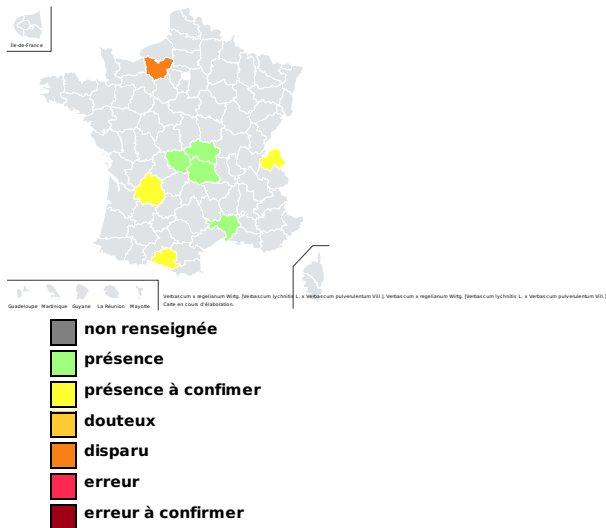 Île-de-France
Guadeloupe Martinique Guyane La Réunion Mayotte
Verbascum x regelianum Wirtg. [Verbascum lychnitis L. x Verbascum pulverulentum Vill.], Verbascum x regelianum Wirtg. [Verbascum lychnitis L. x Verbascum pulverulentum Vill.]
Carte en cours d'élaboration.
non renseignée
présence
présence à confimer
douteux
disparu
erreur
erreur à confirmer